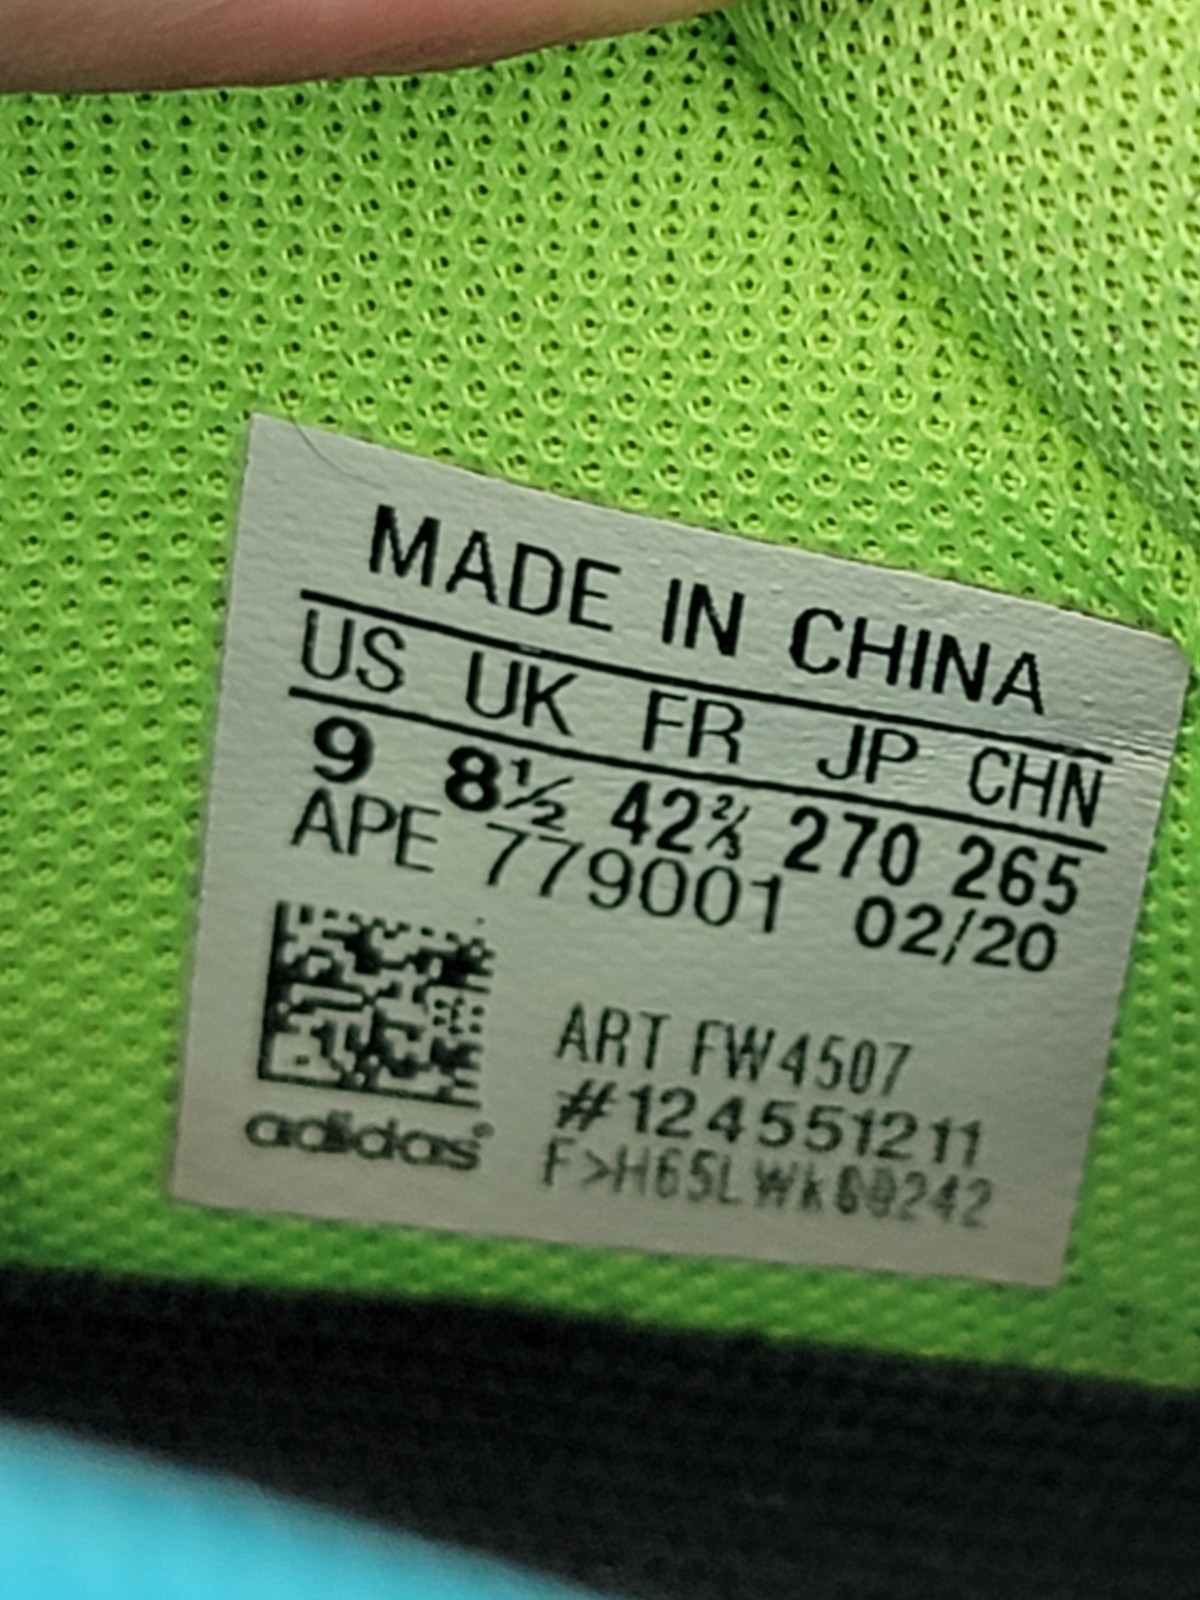 MADE IN CHINA
US UK FR JP CHN
9 8½ 42⅔ 270 265
APE 779001 02/20
ART FW4507
#124551211
adidas®